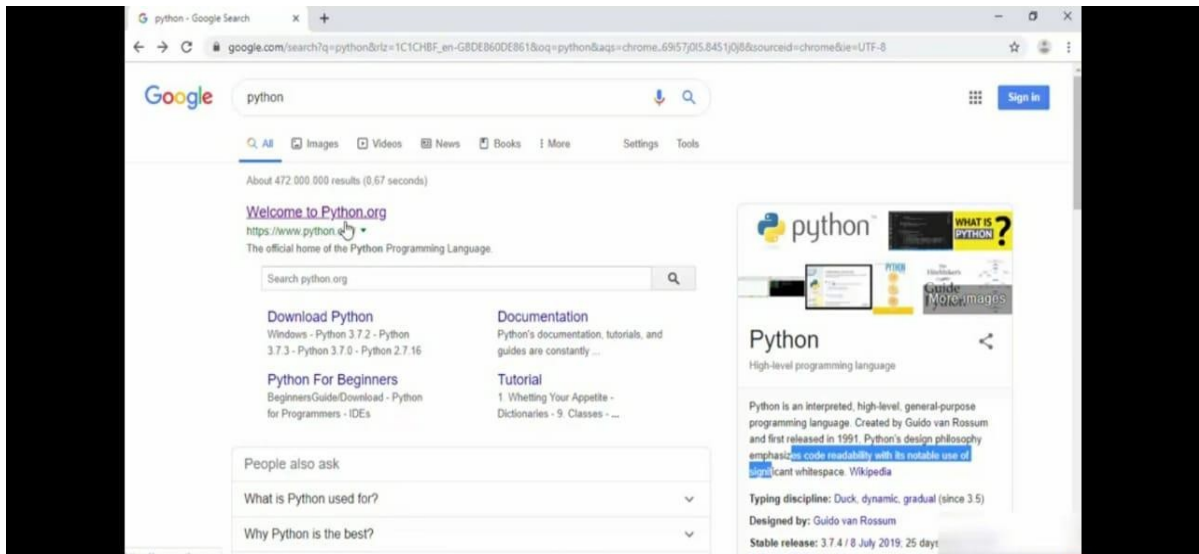 python - Google Search
google.com/search?q=python&rlz=1C1CHBF_en-GBDE860DE861&oq=python&aqs=chrome..69i57j0l5.8451j0j8&sourceid=chrome&ie=UTF-8
Google
python
Sign in
All Images Videos News Books More Settings Tools
About 472.000.000 results (0,67 seconds)
Welcome to Python.org
https://www.python.
The official home of the Python Programming Language.
Search python.org
Download Python
Windows - Python 3.7.2 - Python
3.7.3 - Python 3.7.0 - Python 2.7.16
Documentation
Python's documentation, tutorials, and
guides are constantly ...
Python For Beginners
BeginnersGuide/Download - Python
for Programmers - IDEs
Tutorial
1. Whetting Your Appetite -
Dictionaries - 9. Classes - ...
People also ask
What is Python used for?
Why Python is the best?
python
WHAT IS
PYTHON?
Guide
More images
Python
High-level programming language
Python is an interpreted, high-level, general-purpose
programming language. Created by Guido van Rossum
and first released in 1991, Python's design philosophy
emphasizes code readability with its notable use of
significant whitespace. Wikipedia
Typing discipline: Duck, dynamic, gradual (since 3.5)
Designed by: Guido van Rossum
Stable release: 3.7.4 / 8 July 2019; 25 days